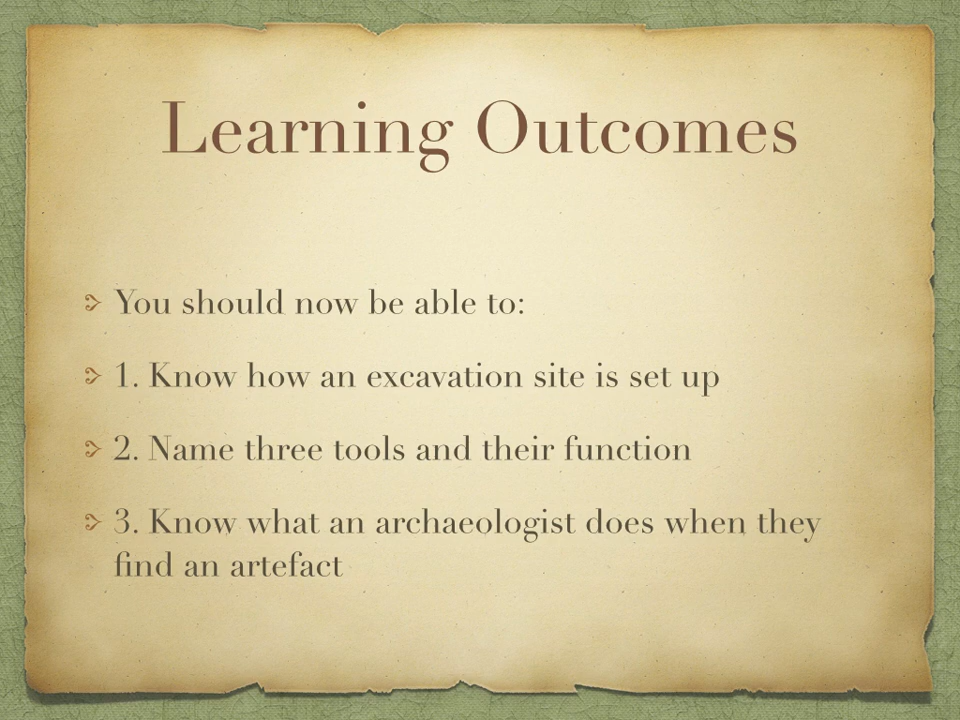 Learning Outcomes
You should now be able to:
1. Know how an excavation site is set up
2. Name three tools and their function
3. Know what an archaeologist does when they
find an artefact